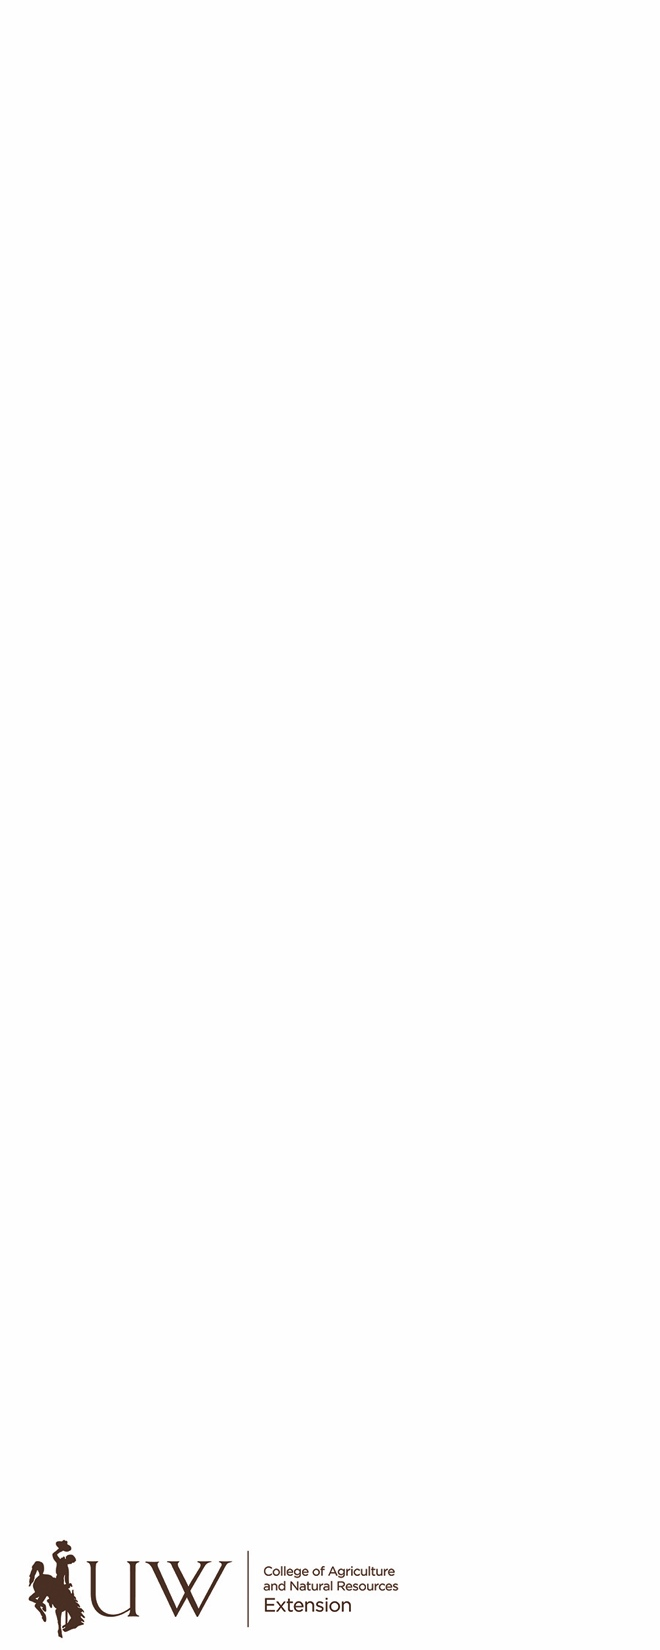 UW
College of Agriculture
and Natural Resources
Extension